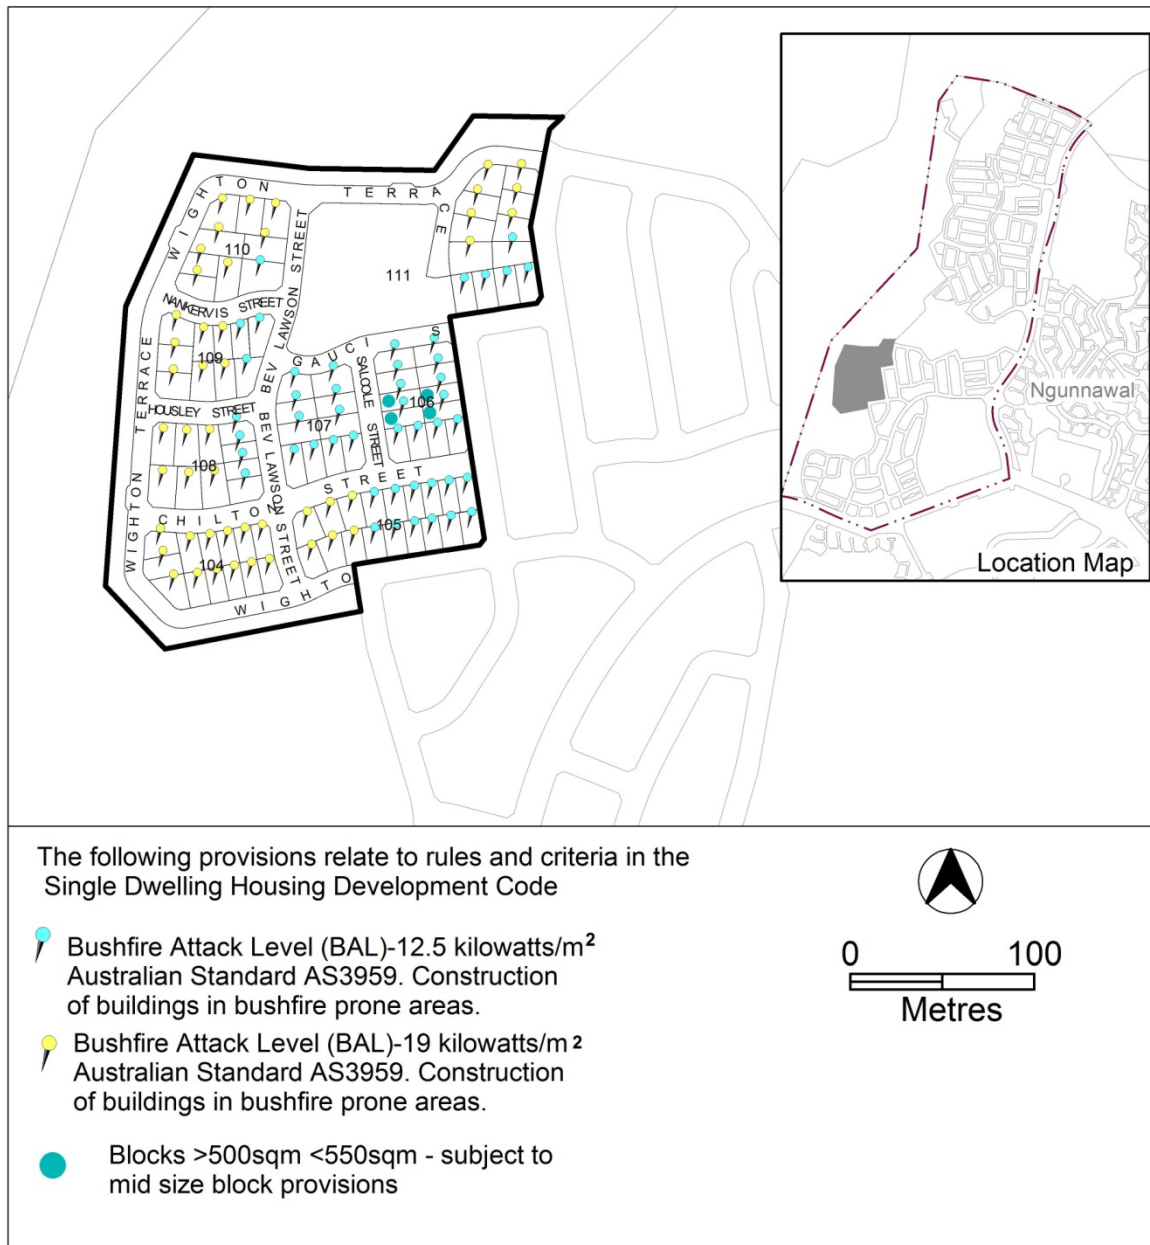 WIGHTON
TERRACE
110
111
NANKERVIS STREET
BEV LAWSON STREET
109
GAUCI S
SALOOLE STREET
106
HOUSLEY STREET
107
BEV LAWSON STREET
108
WIGHTON TERRACE
STREET
CHILTON
105
104
WIGHTO
Ngunnawal
Location Map
The following provisions relate to rules and criteria in the
Single Dwelling Housing Development Code
Bushfire Attack Level (BAL)-12.5 kilowatts/m²
Australian Standard AS3959. Construction
of buildings in bushfire prone areas.
Bushfire Attack Level (BAL)-19 kilowatts/m²
Australian Standard AS3959. Construction
of buildings in bushfire prone areas.
Blocks >500sqm <550sqm - subject to
mid size block provisions
0 100
Metres